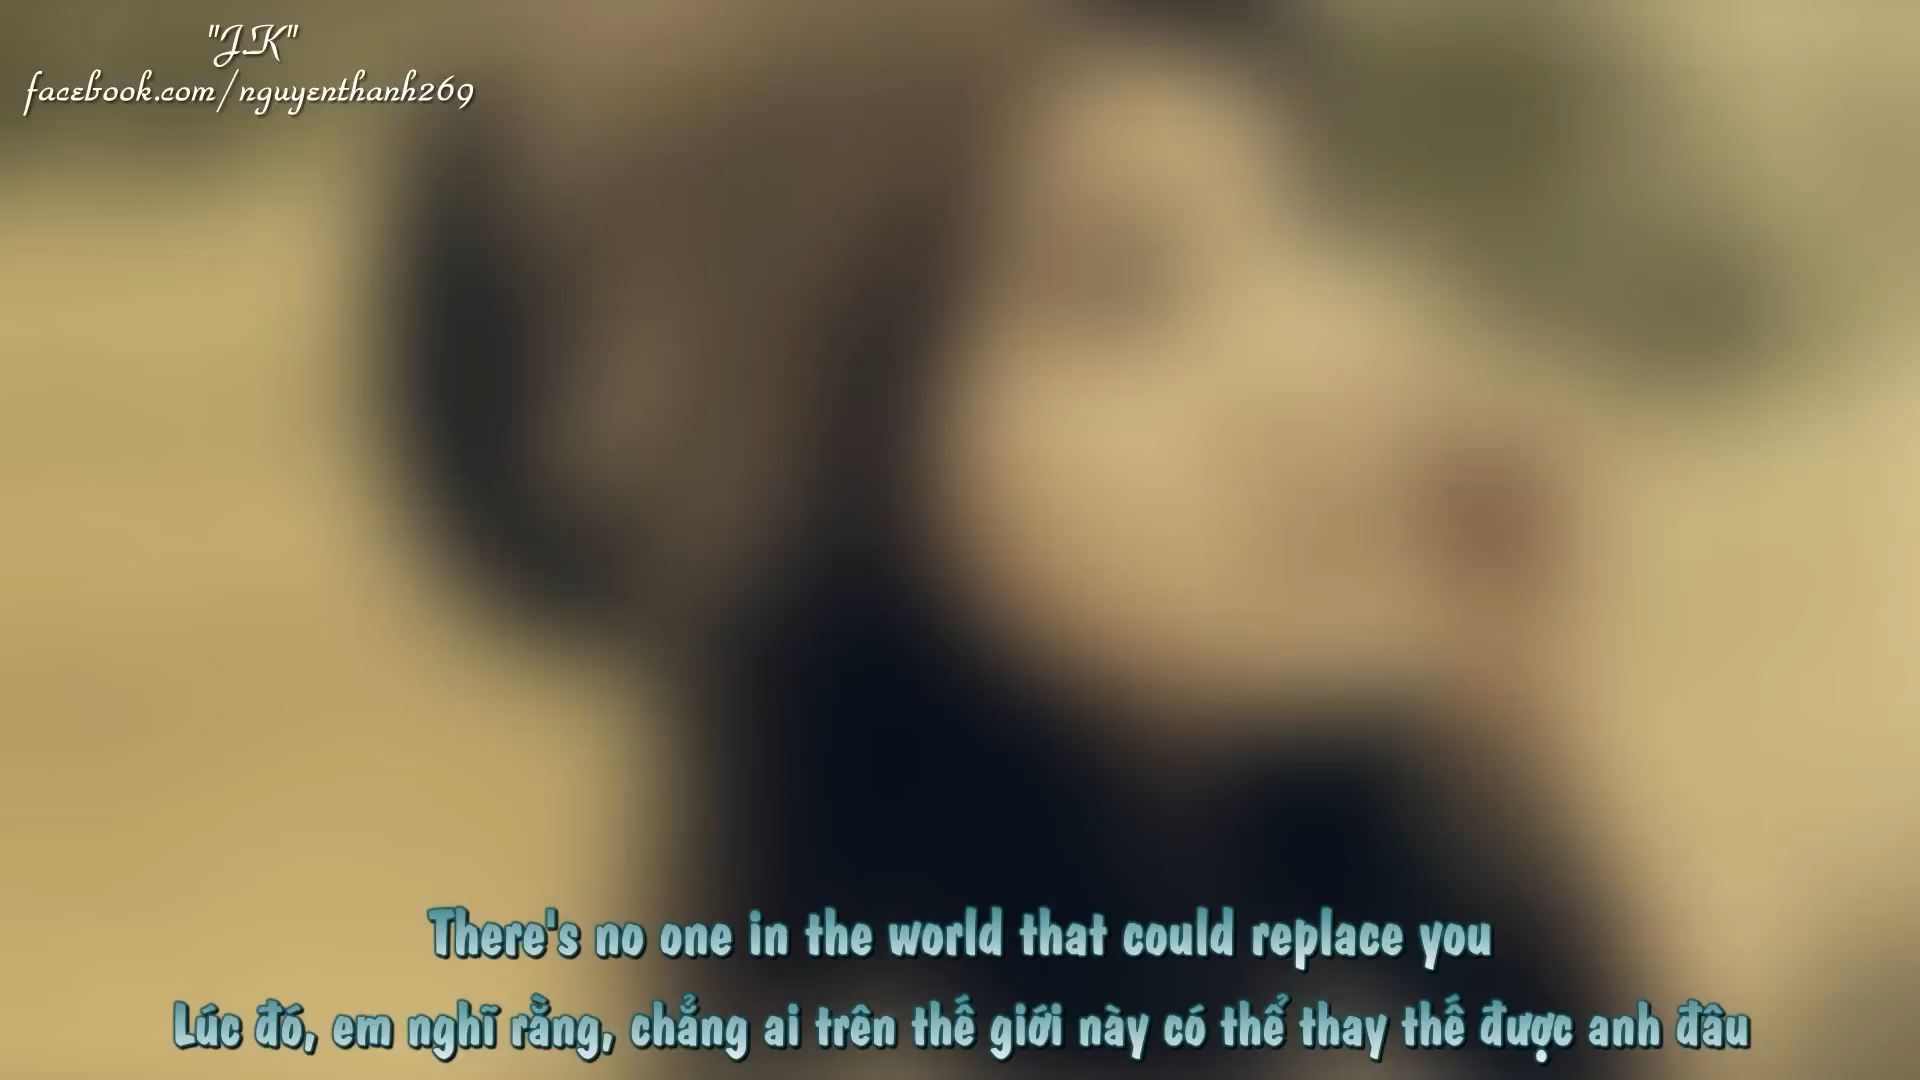 "J.K"
facebook.com/nguyenthanh269
There's no one in the world that could replace you
Lúc đó, em nghĩ rằng, chẳng ai trên thế giới này có thể thay thế được anh đâu